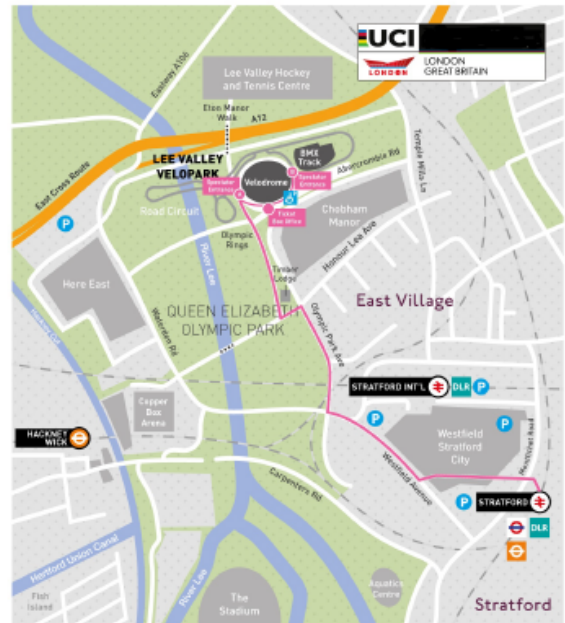 UCI
LONDON
LONDON
GREAT BRITAIN
Lee Valley Hockey
and Tennis Centre
Eastway A106
Eton Manor
Walk
A12
Temple Mills Ln
East Cross Route
LEE VALLEY
VELOPARK
BMX
Track
Abercrombie Rd
Velodrome
Spectator
Entrance
Spectator
Entrance
Ticket
Box Office
P
Road Circuit
Chobham
Manor
Olympic
Rings
Honour Lea Ave
River Lee
Timber
Lodge
Here East
East Village
QUEEN ELIZABETH
OLYMPIC PARK
Waterden Rd
Olympic Park Ave
STRATFORD INT'L
DLR
P
Copper
Box
Arena
P
P
HACKNEY
WICK
Westfield
Stratford
City
Westfield Avenue
Carpenters Rd
P
STRATFORD
DLR
Hertford Union Canal
River Lee
Fish
Island
The
Stadium
Aquatics
Centre
Stratford